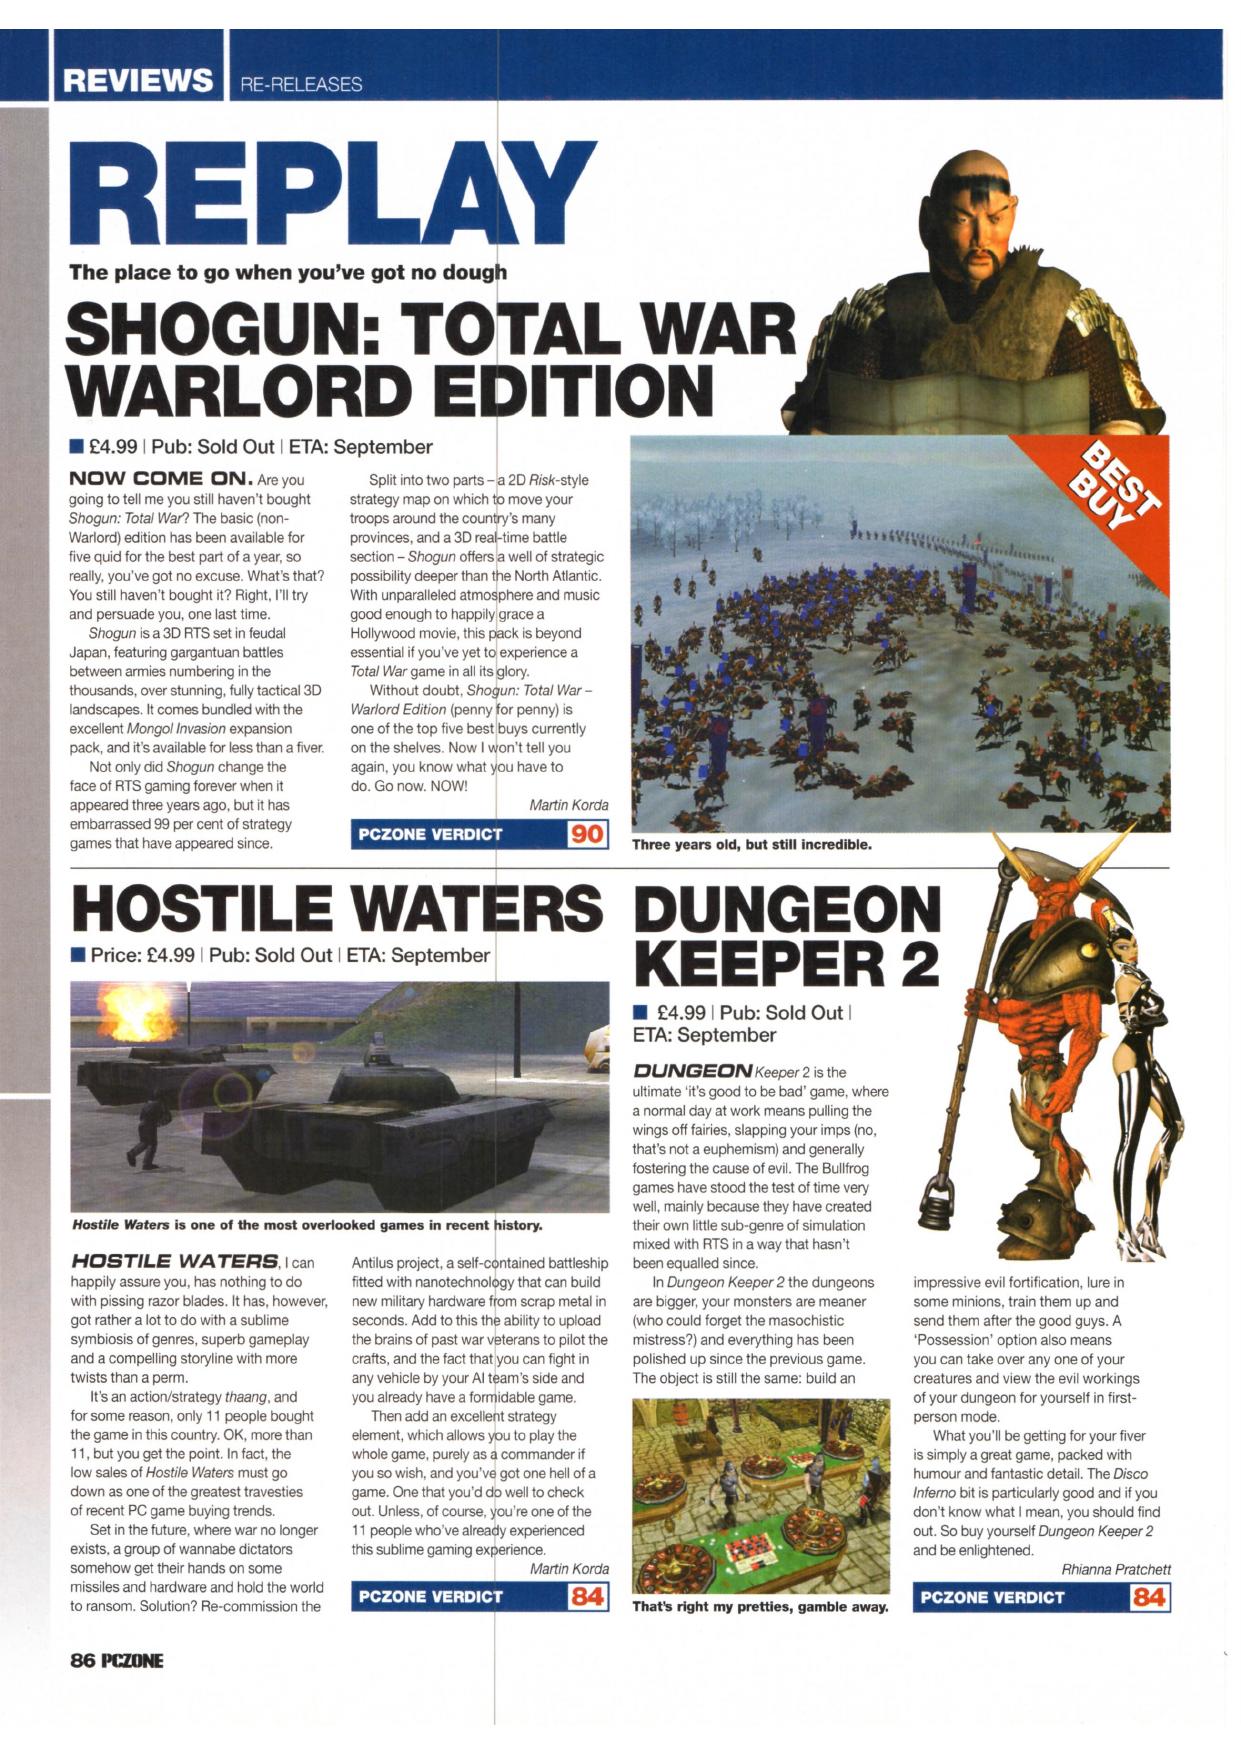 REVIEWS
RE-RELEASES
REPLAY
The place to go when you've got no dough
SHOGUN: TOTAL WAR
WARLORD EDITION
£4.99 | Pub: Sold Out | ETA: September
NOW COME ON. Are you
going to tell me you still haven't bought
Shogun: Total War? The basic (non-
Warlord) edition has been available for
five quid for the best part of a year, so
really, you've got no excuse. What's that?
You still haven't bought it? Right, I'll try
and persuade you, one last time.
Shogun is a 3D RTS set in feudal
Japan, featuring gargantuan battles
between armies numbering in the
thousands, over stunning, fully tactical 3D
landscapes. It comes bundled with the
excellent Mongol Invasion expansion
pack, and it's available for less than a fiver.
Not only did Shogun change the
face of RTS gaming forever when it
appeared three years ago, but it has
embarrassed 99 per cent of strategy
games that have appeared since.
Split into two parts – a 2D Risk-style
strategy map on which to move your
troops around the country's many
provinces, and a 3D real-time battle
section – Shogun offers a well of strategic
possibility deeper than the North Atlantic.
With unparalleled atmosphere and music
good enough to happily grace a
Hollywood movie, this pack is beyond
essential if you've yet to experience a
Total War game in all its glory.
Without doubt, Shogun: Total War –
Warlord Edition (penny for penny) is
one of the top five best buys currently
on the shelves. Now I won't tell you
again, you know what you have to
do. Go now. NOW!
Martin Korda
PCZONE VERDICT 90
BEST
BUY
Three years old, but still incredible.
HOSTILE WATERS
Price: £4.99 | Pub: Sold Out | ETA: September
Hostile Waters is one of the most overlooked games in recent history.
HOSTILE WATERS, I can
happily assure you, has nothing to do
with pissing razor blades. It has, however,
got rather a lot to do with a sublime
symbiosis of genres, superb gameplay
and a compelling storyline with more
twists than a perm.
It's an action/strategy thaang, and
for some reason, only 11 people bought
the game in this country. OK, more than
11, but you get the point. In fact, the
low sales of Hostile Waters must go
down as one of the greatest travesties
of recent PC game buying trends.
Set in the future, where war no longer
exists, a group of wannabe dictators
somehow get their hands on some
missiles and hardware and hold the world
to ransom. Solution? Re-commission the
Antilus project, a self-contained battleship
fitted with nanotechnology that can build
new military hardware from scrap metal in
seconds. Add to this the ability to upload
the brains of past war veterans to pilot the
crafts, and the fact that you can fight in
any vehicle by your AI team's side and
you already have a formidable game.
Then add an excellent strategy
element, which allows you to play the
whole game, purely as a commander if
you so wish, and you've got one hell of a
game. One that you'd do well to check
out. Unless, of course, you're one of the
11 people who've already experienced
this sublime gaming experience.
Martin Korda
PCZONE VERDICT 84
DUNGEON
KEEPER 2
£4.99 | Pub: Sold Out |
ETA: September
DUNGEON Keeper 2 is the
ultimate 'it's good to be bad' game, where
a normal day at work means pulling the
wings off fairies, slapping your imps (no,
that's not a euphemism) and generally
fostering the cause of evil. The Bullfrog
games have stood the test of time very
well, mainly because they have created
their own little sub-genre of simulation
mixed with RTS in a way that hasn't
been equalled since.
In Dungeon Keeper 2 the dungeons
are bigger, your monsters are meaner
(who could forget the masochistic
mistress?) and everything has been
polished up since the previous game.
The object is still the same: build an
That's right my pretties, gamble away.
impressive evil fortification, lure in
some minions, train them up and
send them after the good guys. A
'Possession' option also means
you can take over any one of your
creatures and view the evil workings
of your dungeon for yourself in first-
person mode.
What you'll be getting for your fiver
is simply a great game, packed with
humour and fantastic detail. The Disco
Inferno bit is particularly good and if you
don't know what I mean, you should find
out. So buy yourself Dungeon Keeper 2
and be enlightened.
Rhianna Pratchett
PCZONE VERDICT 84
86 PCZONE